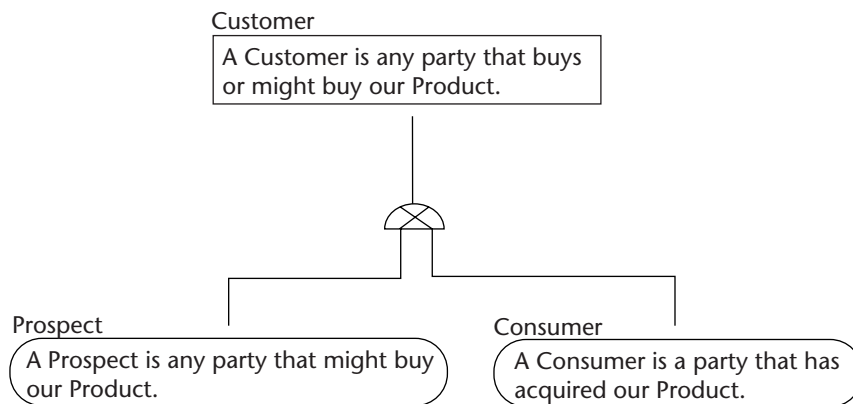 Customer
A Customer is any party that buys
or might buy our Product.
Prospect
A Prospect is any party that might buy
our Product.
Consumer
A Consumer is a party that has
acquired our Product.